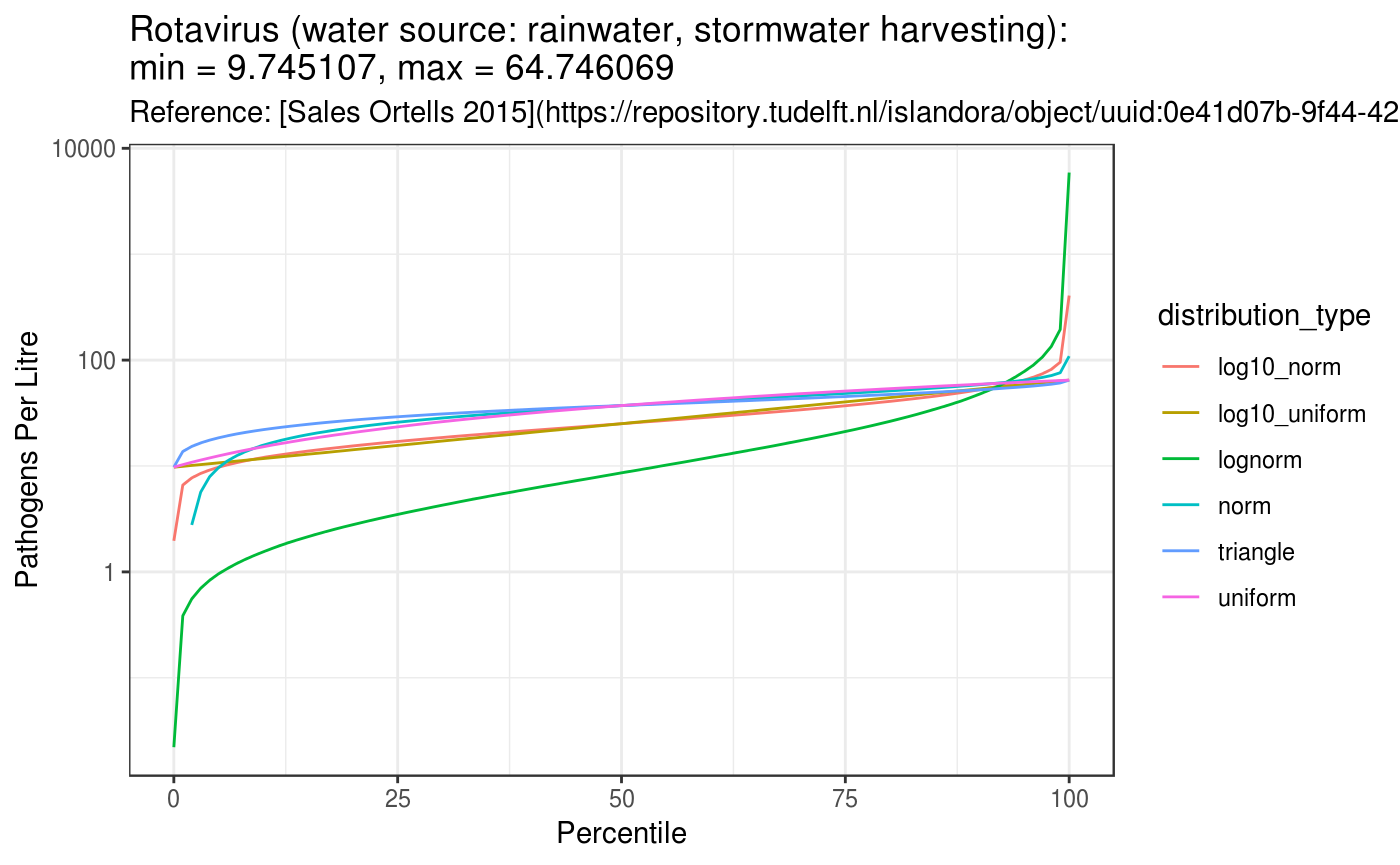 Rotavirus (water source: rainwater, stormwater harvesting):
min = 9.745107, max = 64.746069
Reference: [Sales Ortells 2015](https://repository.tudelft.nl/islandora/object/uuid:0e41d07b-9f44-42
10000
100
1
Pathogens Per Litre
0 25 50 75 100
Percentile
distribution_type
log10_norm
log10_uniform
lognorm
norm
triangle
uniform